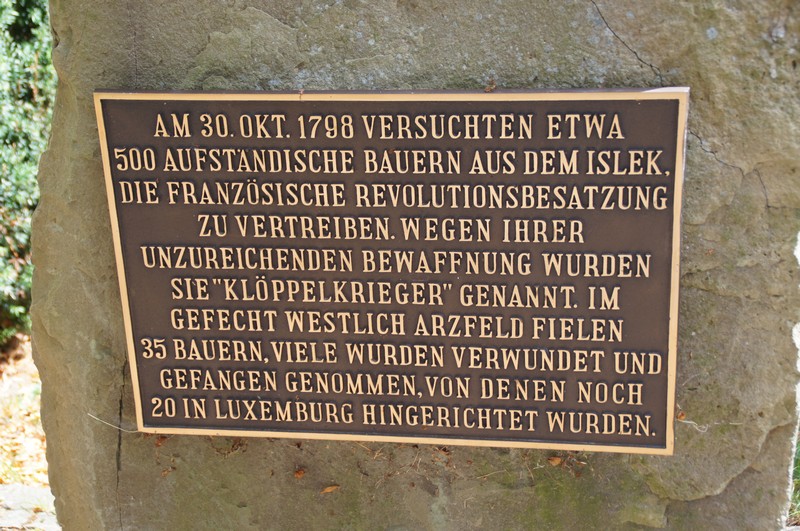 AM 30. OKT. 1798 VERSUCHTEN ETWA
500 AUFSTÄNDISCHE BAUERN AUS DEM ISLEK,
DIE FRANZÖSISCHE REVOLUTIONSBESATZUNG
ZU VERTREIBEN. WEGEN IHRER
UNZUREICHENDEN BEWAFFNUNG WURDEN
SIE "KLÖPPELKRIEGER" GENANNT. IM
GEFECHT WESTLICH ARZFELD FIELEN
35 BAUERN, VIELE WURDEN VERWUNDET UND
GEFANGEN GENOMMEN, VON DENEN NOCH
20 IN LUXEMBURG HINGERICHTET WURDEN.